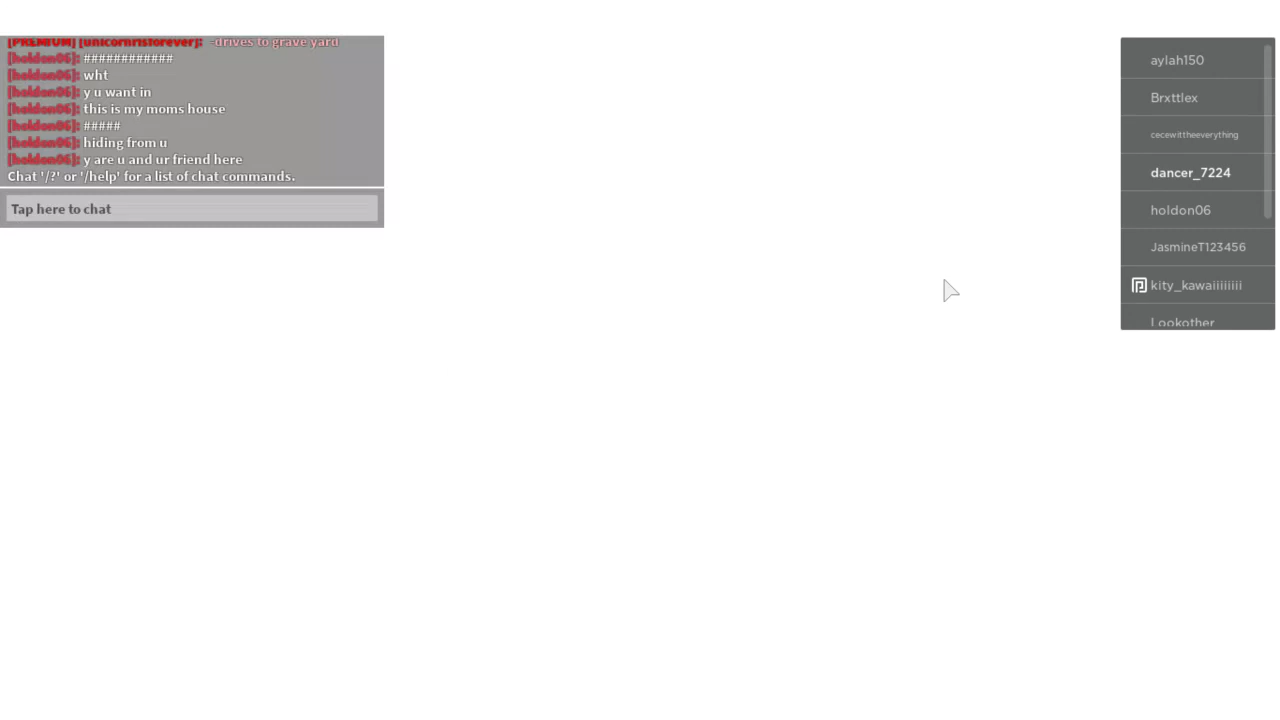 [PREMIUM] [unicornrisforever]: -drives to grave yard
[holdon06]: ############
[holdon06]: wht
[holdon06]: y u want in
[holdon06]: this is my moms house
[holdon06]: #####
[holdon06]: hiding from u
[holdon06]: y are u and ur friend here
Chat '/?' or '/help' for a list of chat commands.
Tap here to chat
aylah150
Brxttlex
cecewittheeverything
dancer_7224
holdon06
JasmineT123456
kity_kawaiiiiiiii
Lookother